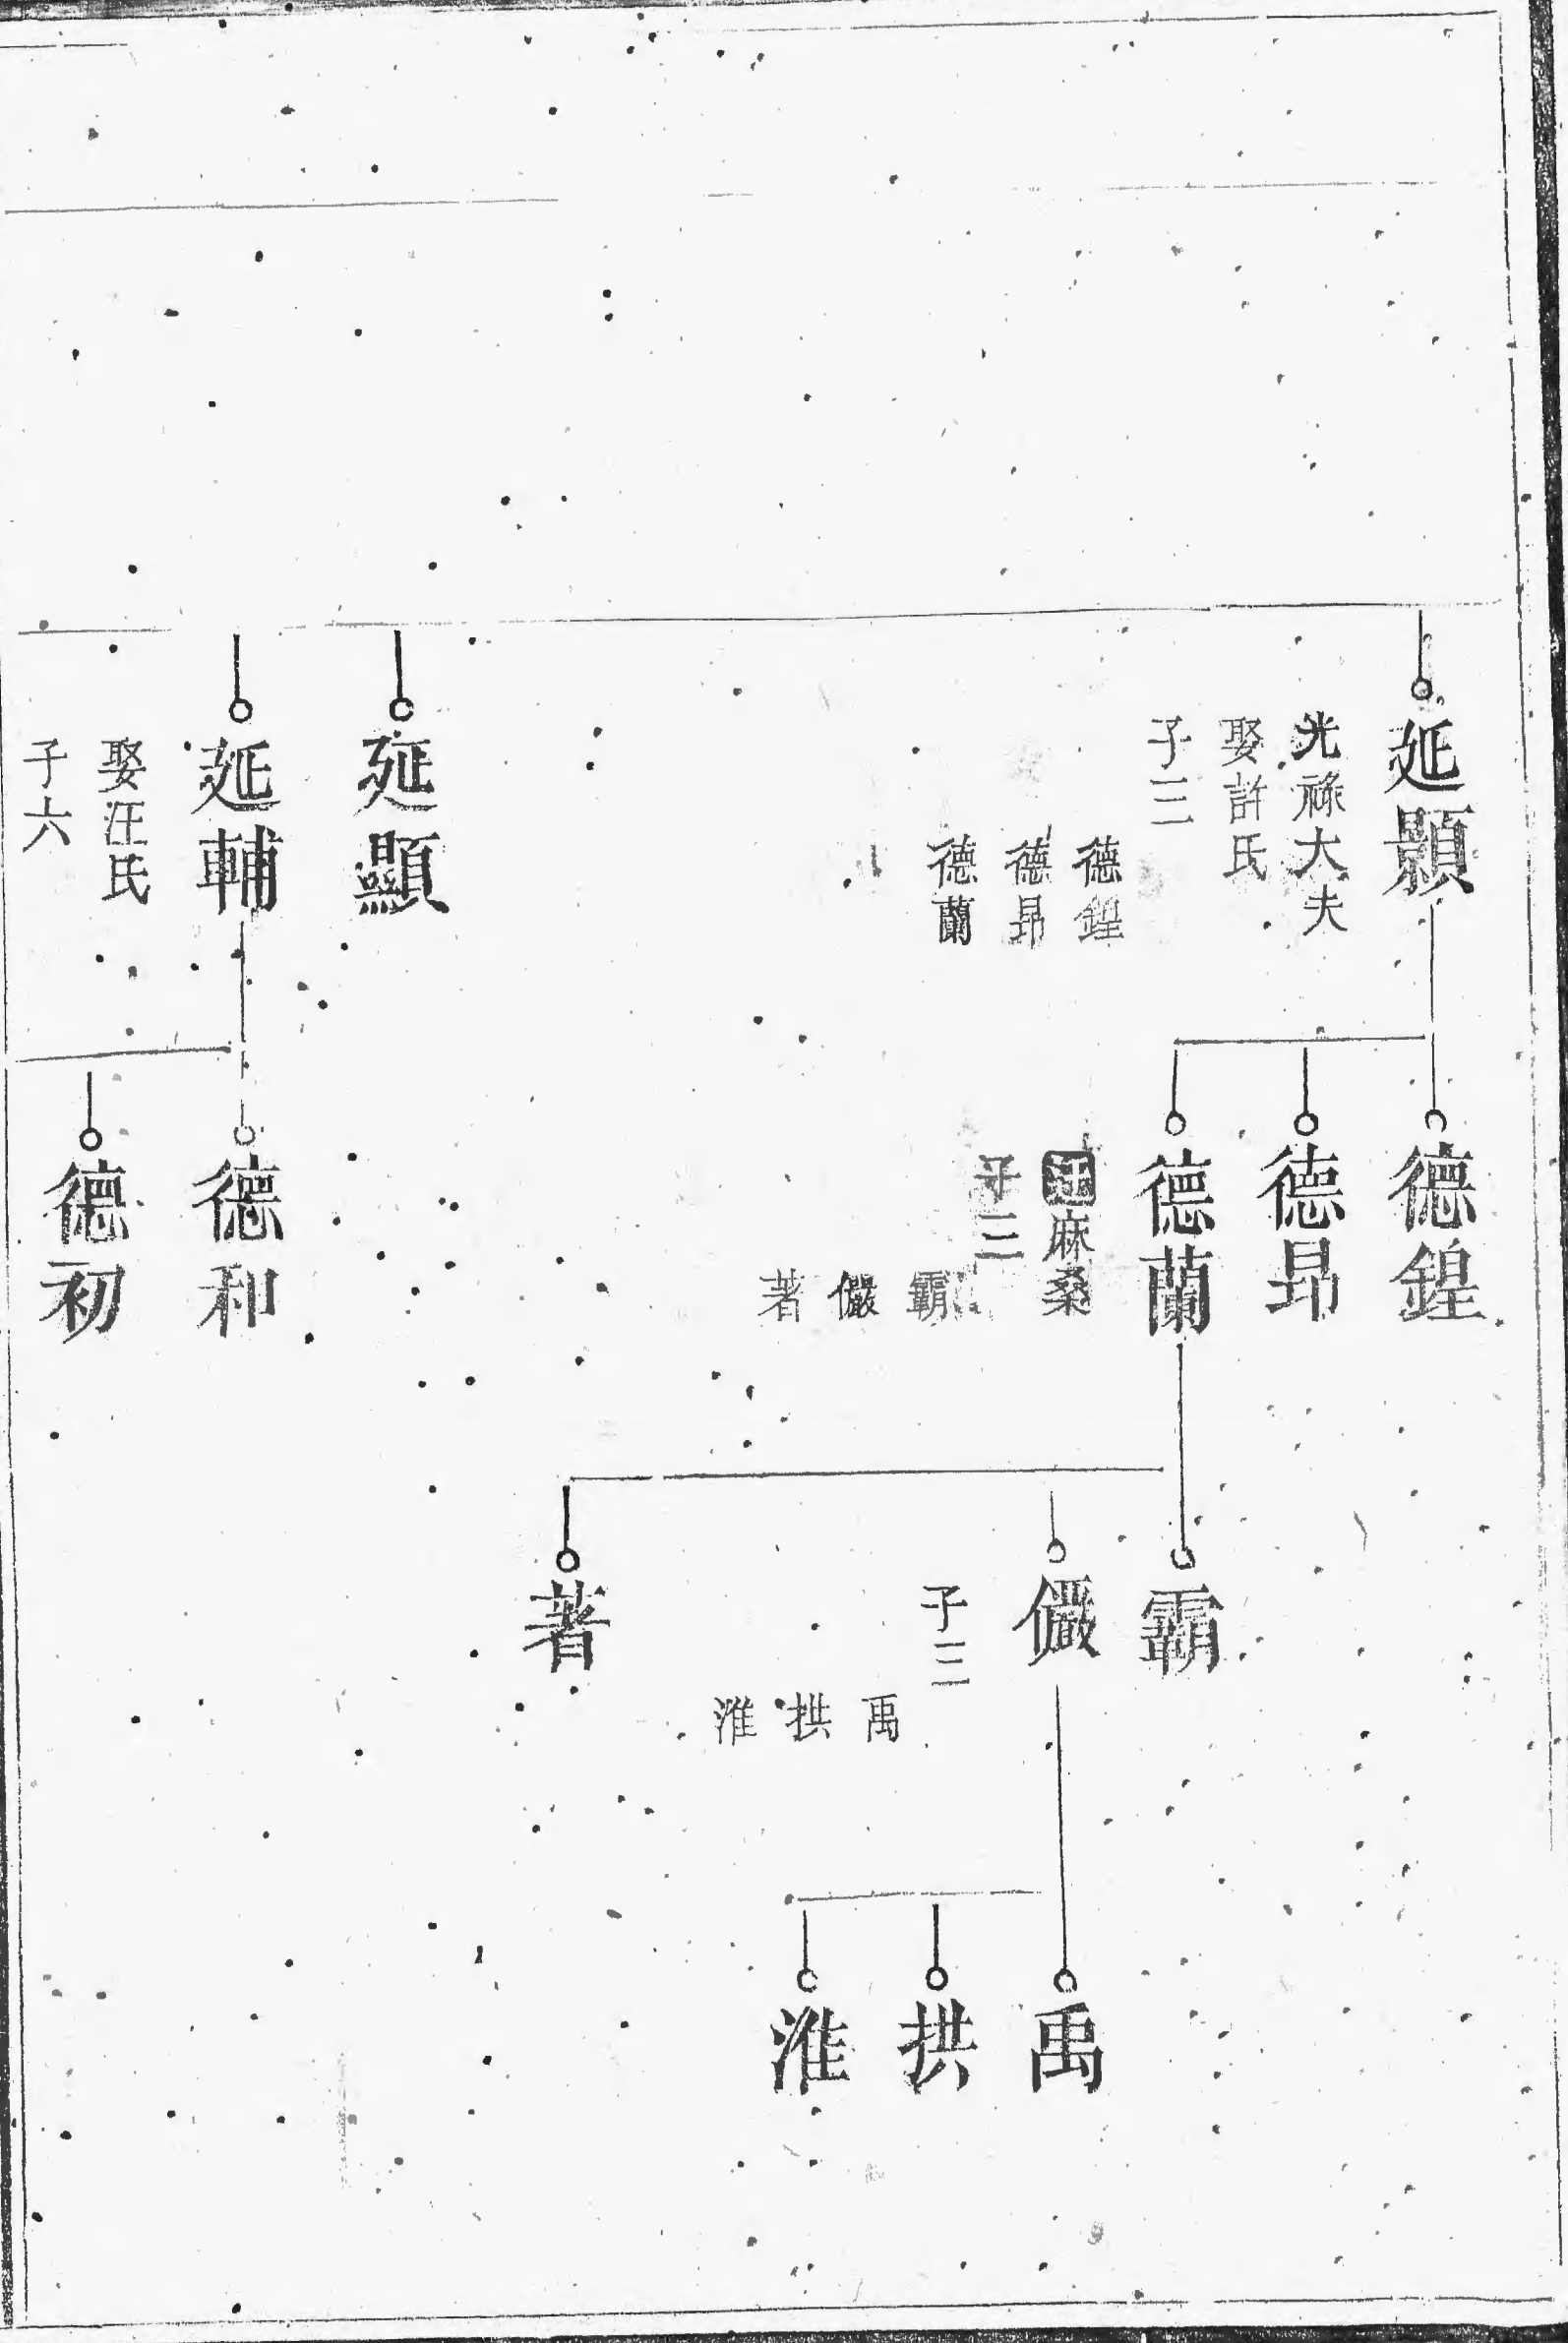 延顥
光祿大夫
娶許氏
子三
德鍠
德昂
德蘭
延顯
延輔
娶汪氏
子六
德鍠
德昂
德蘭
遷麻桑
子三
霸
儼
著
德和
德初
霸
儼
子三
禹
拱
淮
著
禹
拱
淮